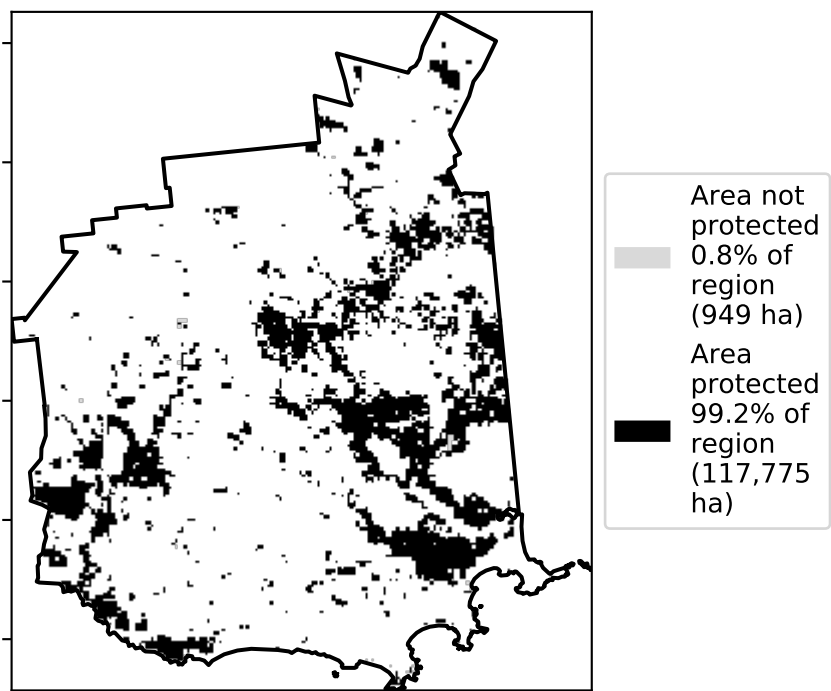 Area not
protected
0.8% of
region
(949 ha)
Area
protected
99.2% of
region
(117,775
ha)